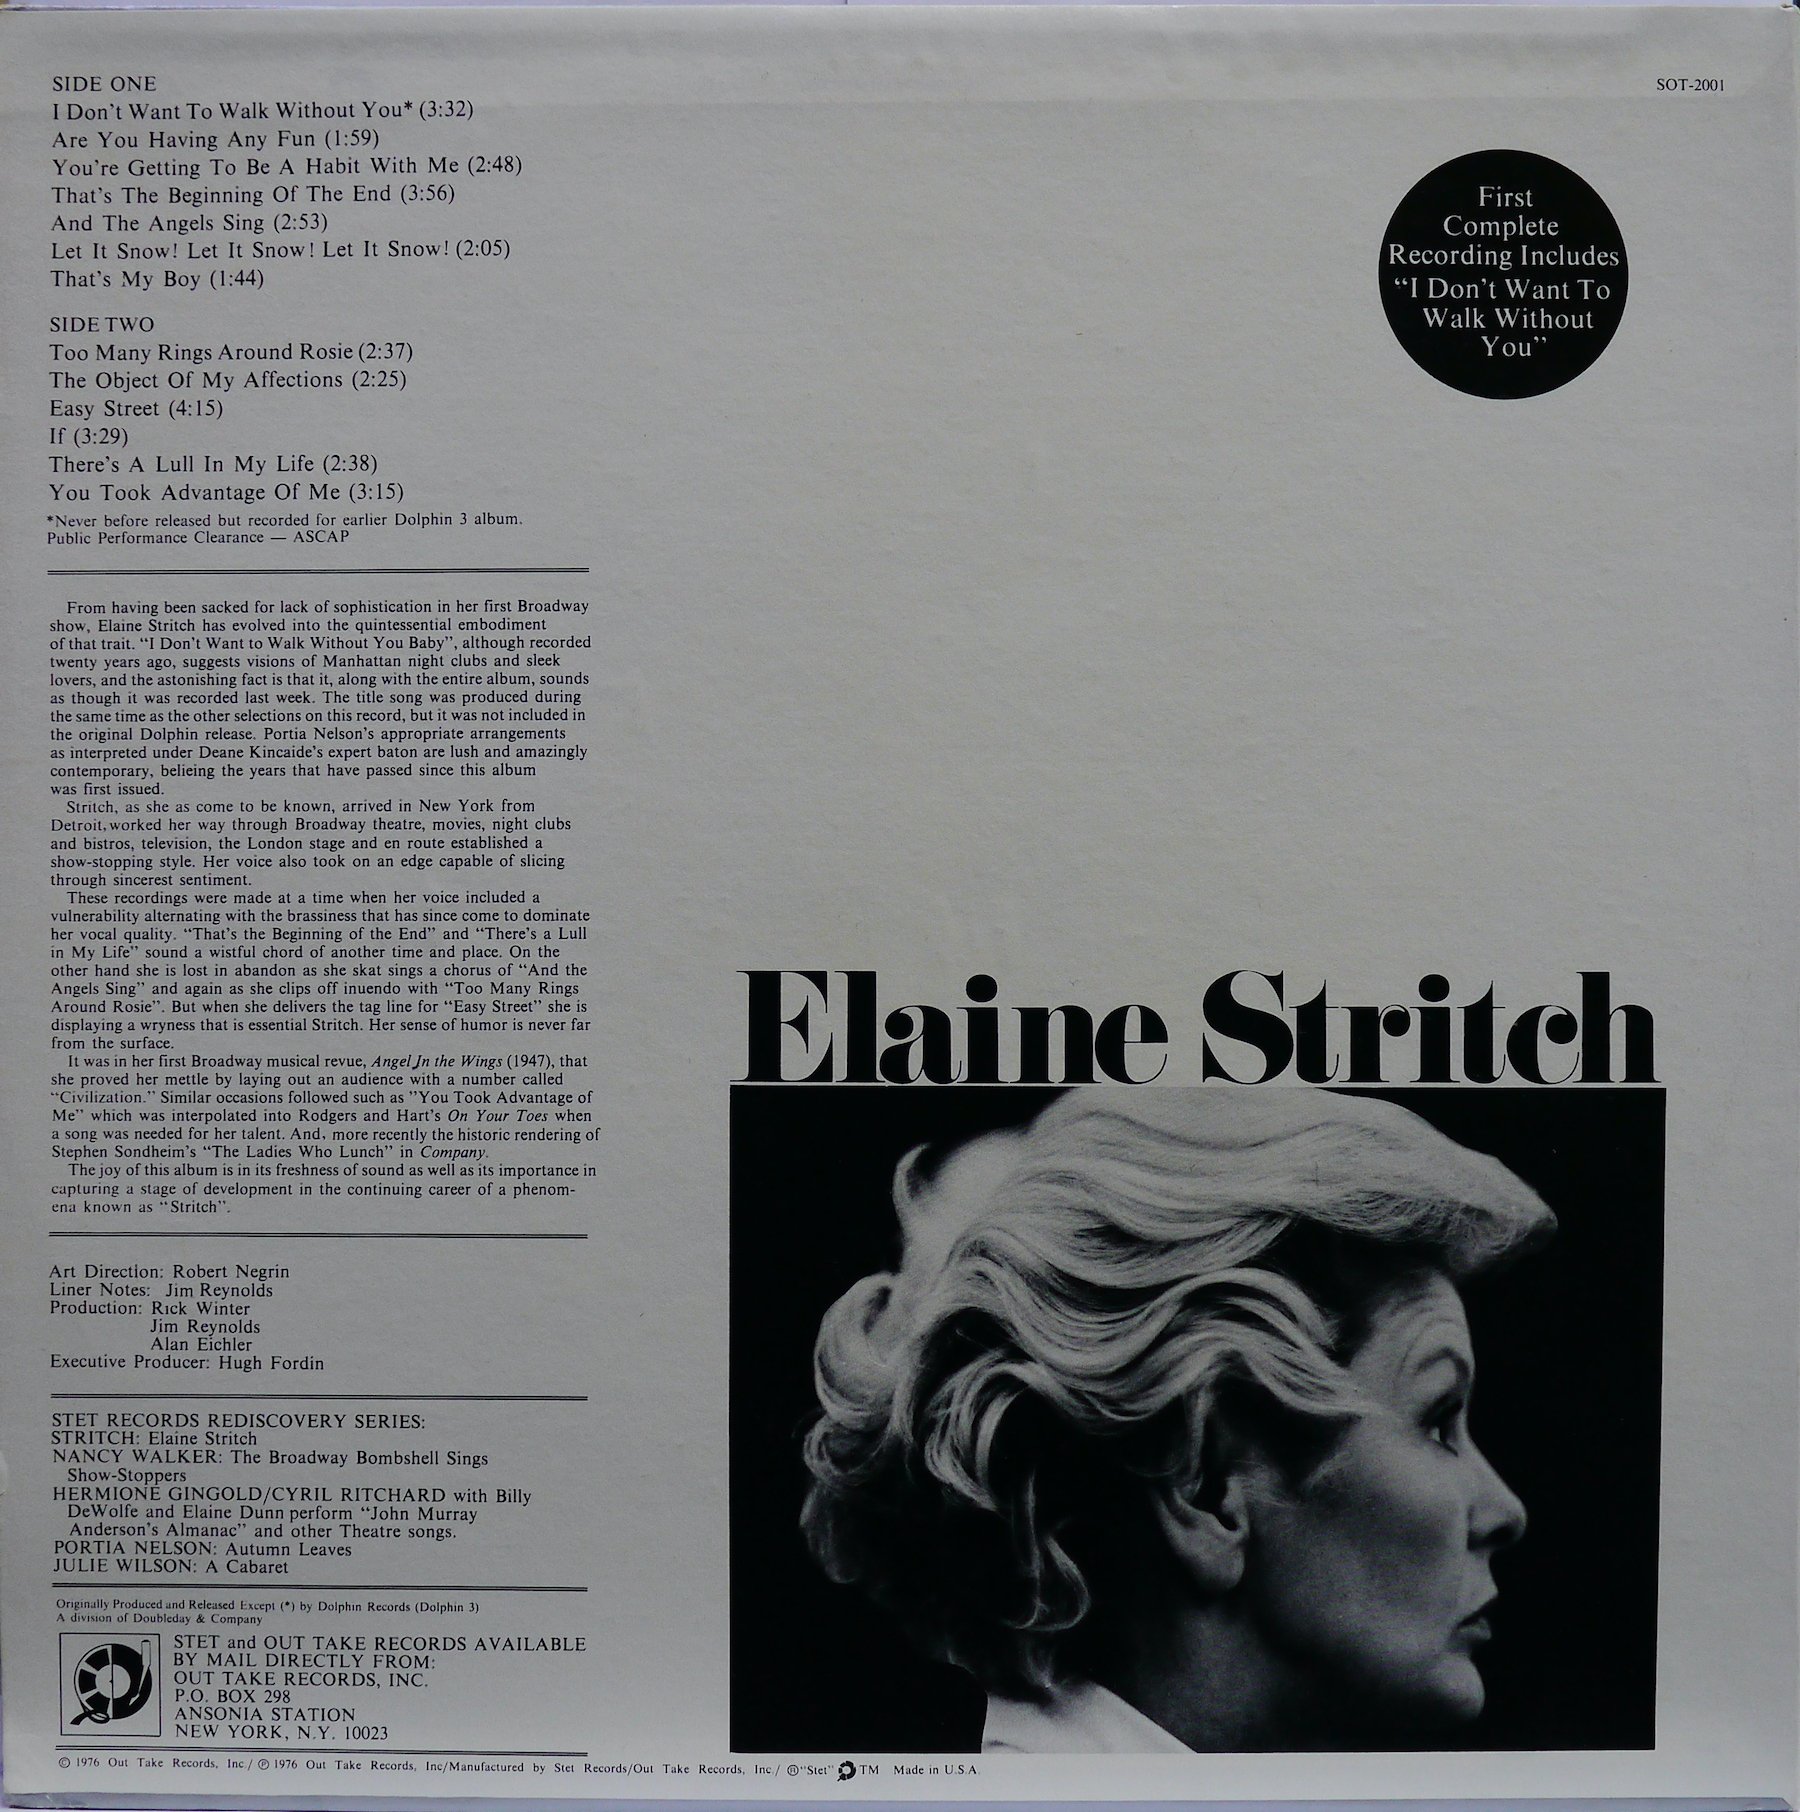 SIDE ONE
I Don't Want To Walk Without You* (3:32)
Are You Having Any Fun (1:59)
You're Getting To Be A Habit With Me (2:48)
That's The Beginning Of The End (3:56)
And The Angels Sing (2:53)
Let It Snow! Let It Snow! Let It Snow! (2:05)
That's My Boy (1:44)
SIDE TWO
Too Many Rings Around Rosie (2:37)
The Object Of My Affections (2:25)
Easy Street (4:15)
If (3:29)
There's A Lull In My Life (2:38)
You Took Advantage Of Me (3:15)
*Never before released but recorded for earlier Dolphin 3 album.
Public Performance Clearance — ASCAP
From having been sacked for lack of sophistication in her first Broadway
show, Elaine Stritch has evolved into the quintessential embodiment
of that trait. "I Don't Want to Walk Without You Baby", although recorded
twenty years ago, suggests visions of Manhattan night clubs and sleek
lovers, and the astonishing fact is that it, along with the entire album, sounds
as though it was recorded last week. The title song was produced during
the same time as the other selections on this record, but it was not included in
the original Dolphin release. Portia Nelson's appropriate arrangements
as interpreted under Deane Kincaide's expert baton are lush and amazingly
contemporary, belieing the years that have passed since this album
was first issued.
Stritch, as she as come to be known, arrived in New York from
Detroit, worked her way through Broadway theatre, movies, night clubs
and bistros, television, the London stage and en route established a
show-stopping style. Her voice also took on an edge capable of slicing
through sincerest sentiment.
These recordings were made at a time when her voice included a
vulnerability alternating with the brassiness that has since come to dominate
her vocal quality. "That's the Beginning of the End" and "There's a Lull
in My Life" sound a wistful chord of another time and place. On the
other hand she is lost in abandon as she skat sings a chorus of "And the
Angels Sing" and again as she clips off inuendo with "Too Many Rings
Around Rosie". But when she delivers the tag line for "Easy Street" she is
displaying a wryness that is essential Stritch. Her sense of humor is never far
from the surface.
It was in her first Broadway musical revue, Angel In the Wings (1947), that
she proved her mettle by laying out an audience with a number called
"Civilization." Similar occasions followed such as "You Took Advantage of
Me" which was interpolated into Rodgers and Hart's On Your Toes when
a song was needed for her talent. And, more recently the historic rendering of
Stephen Sondheim's "The Ladies Who Lunch" in Company.
The joy of this album is in its freshness of sound as well as its importance in
capturing a stage of development in the continuing career of a phenom-
ena known as "Stritch".
Art Direction: Robert Negrin
Liner Notes: Jim Reynolds
Production: Rick Winter
Jim Reynolds
Alan Eichler
Executive Producer: Hugh Fordin
STET RECORDS REDISCOVERY SERIES:
STRITCH: Elaine Stritch
NANCY WALKER: The Broadway Bombshell Sings
Show-Stoppers
HERMIONE GINGOLD/CYRIL RITCHARD with Billy
DeWolfe and Elaine Dunn perform "John Murray
Anderson's Almanac" and other Theatre songs.
PORTIA NELSON: Autumn Leaves
JULIE WILSON: A Cabaret
Originally Produced and Released Except (*) by Dolphin Records (Dolphin 3)
A division of Doubleday & Company
STET and OUT TAKE RECORDS AVAILABLE
BY MAIL DIRECTLY FROM:
OUT TAKE RECORDS, INC.
P.O. BOX 298
ANSONIA STATION
NEW YORK, N.Y. 10023
© 1976 Out Take Records, Inc./ ℗ 1976 Out Take Records, Inc/Manufactured by Stet Records/Out Take Records, Inc./ ®"Stet" TM Made in U.S.A.
SOT-2001
First
Complete
Recording Includes
"I Don't Want To
Walk Without
You"
Elaine Stritch